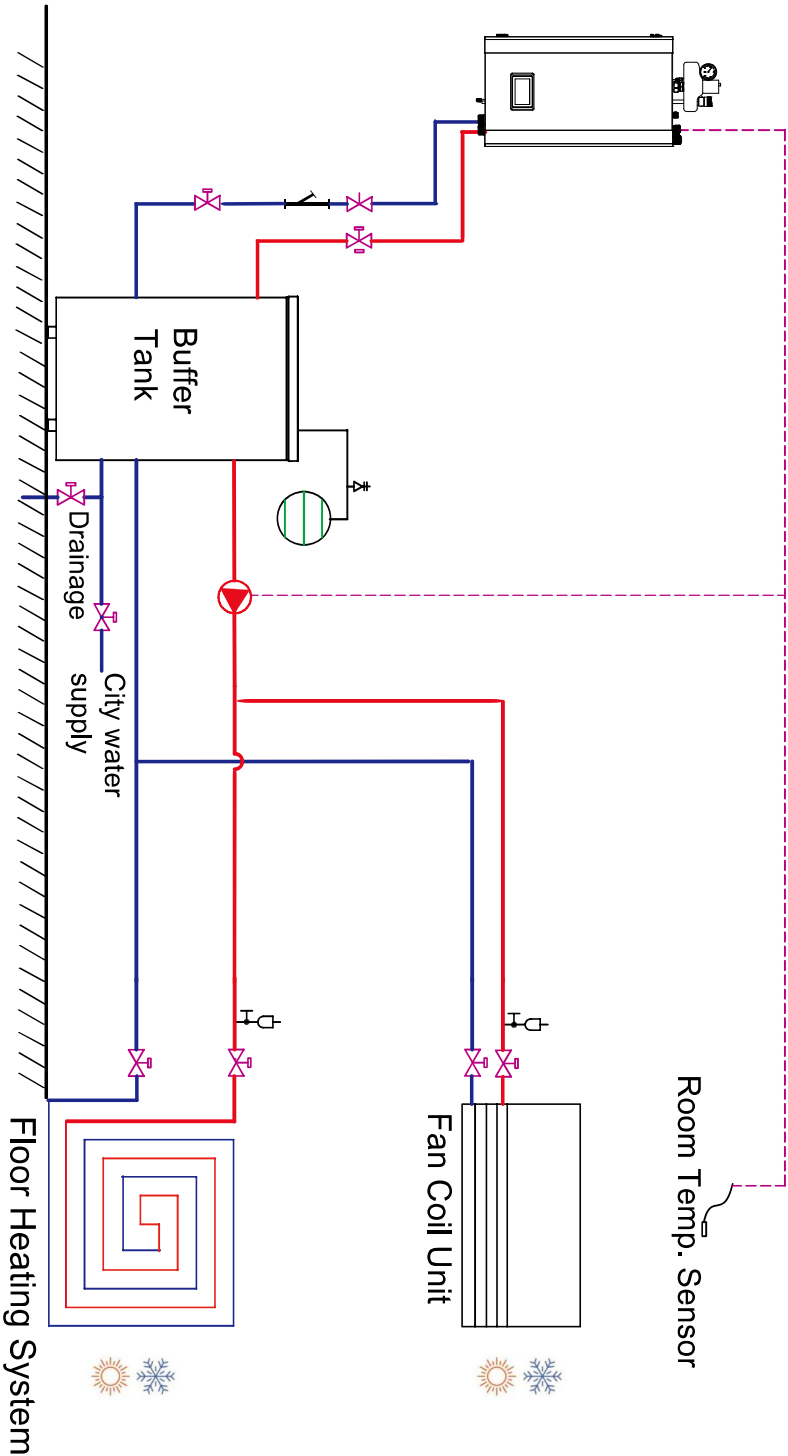 Buffer
Tank
Drainage
City water
supply
Room Temp. Sensor
Fan Coil Unit
Floor Heating System